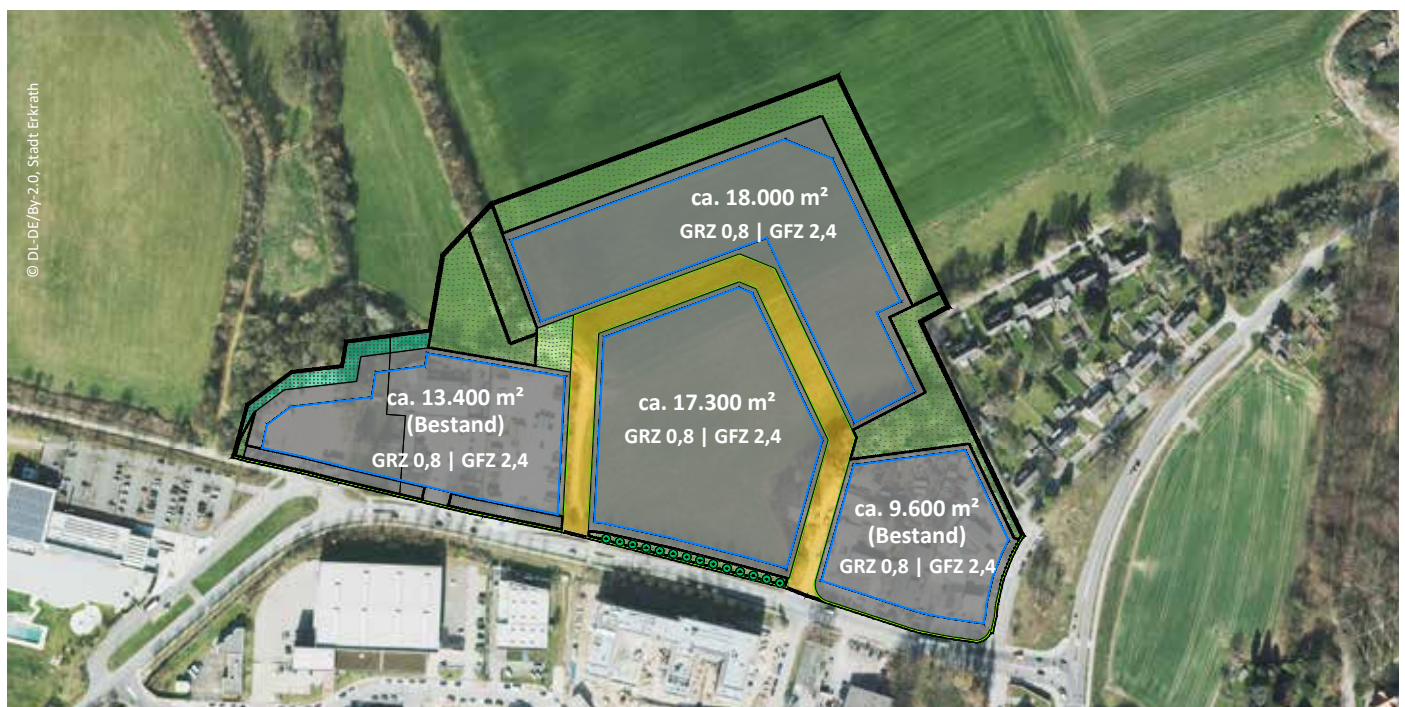 © DL-DE/By-2.0, Stadt Erkrath
ca. 18.000 m²
GRZ 0,8 | GFZ 2,4
ca. 13.400 m²
(Bestand)
GRZ 0,8 | GFZ 2,4
ca. 17.300 m²
GRZ 0,8 | GFZ 2,4
ca. 9.600 m²
(Bestand)
GRZ 0,8 | GFZ 2,4